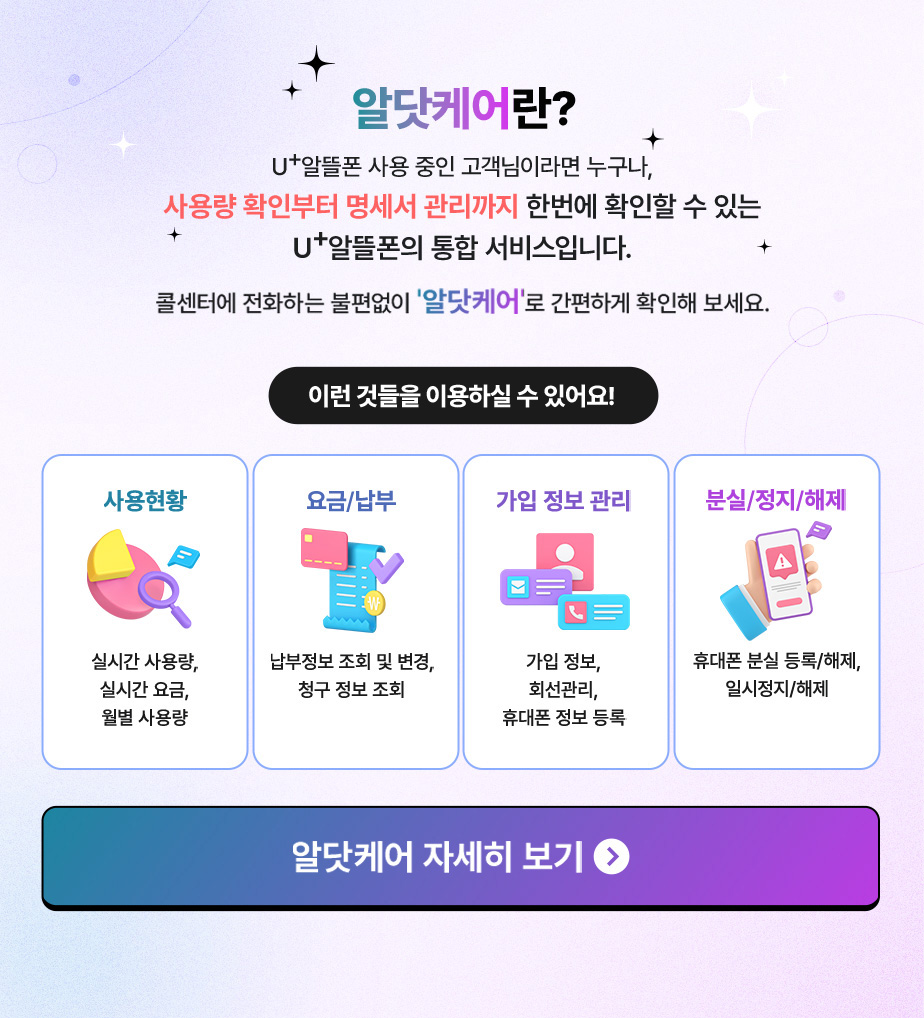 알닷케어란?
U+알뜰폰 사용 중인 고객님이라면 누구나,
사용량 확인부터 명세서 관리까지 한번에 확인할 수 있는
U+알뜰폰의 통합 서비스입니다.
콜센터에 전화하는 불편없이 '알닷케어'로 간편하게 확인해 보세요.
이런 것들을 이용하실 수 있어요!
사용현황
실시간 사용량,
실시간 요금,
월별 사용량
요금/납부
₩
납부정보 조회 및 변경,
청구 정보 조회
가입 정보 관리
가입 정보,
회선관리,
휴대폰 정보 등록
분실/정지/해제
휴대폰 분실 등록/해제,
일시정지/해제
알닷케어 자세히 보기